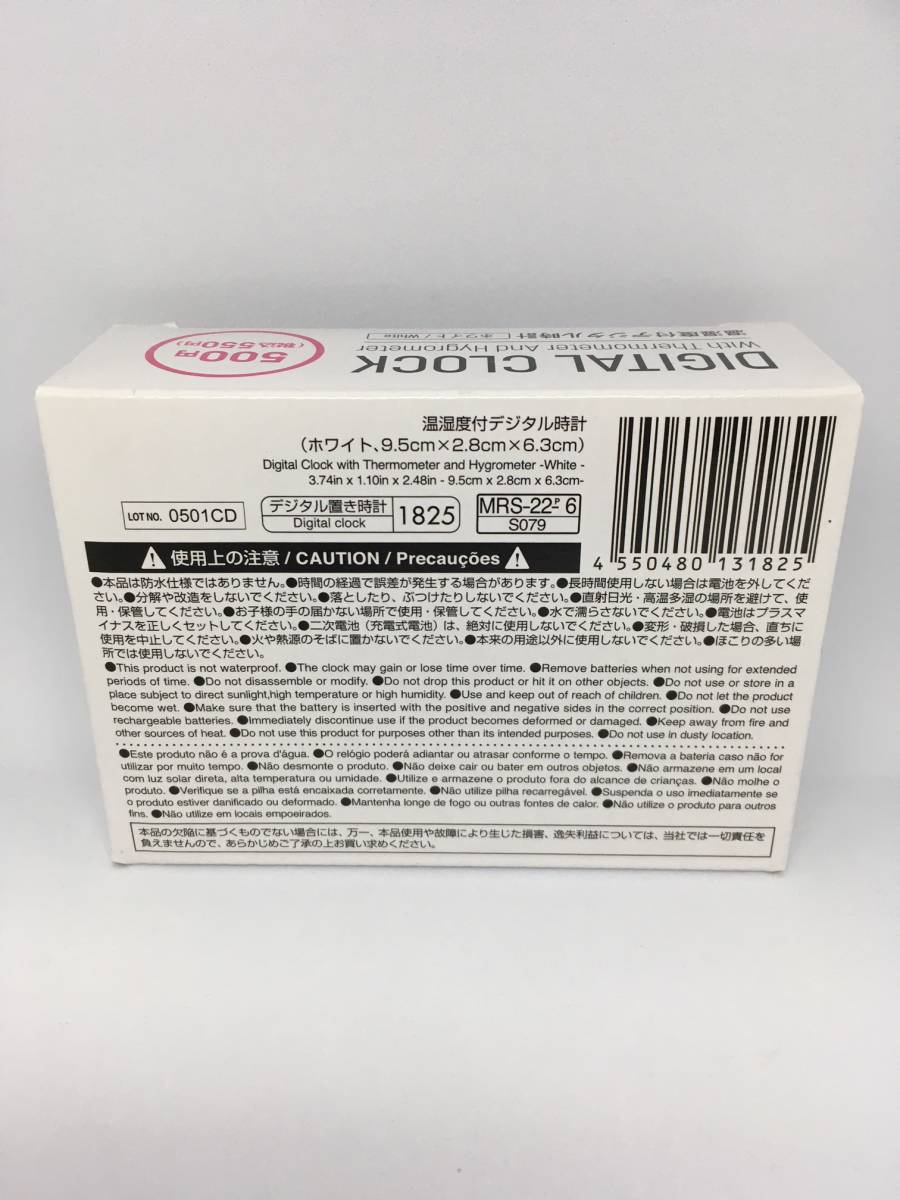 DIGITAL CLOCK
With Thermometer And Hygrometer
温湿度付デジタル時計 ホワイト / White
500円
(税込550円)
温湿度付デジタル時計
(ホワイト、9.5cm×2.8cm×6.3cm)
Digital Clock with Thermometer and Hygrometer -White -
3.74in x 1.10in x 2.48in - 9.5cm x 2.8cm x 6.3cm-
LOT NO. 0501CD
デジタル置き時計
Digital clock
1825
MRS-22-P 6
S079
4 550480 131825
使用上の注意 / CAUTION / Precauções
●本品は防水仕様ではありません。●時間の経過で誤差が発生する場合があります。●長時間使用しない場合は電池を外してくだ
さい。●分解や改造をしないでください。●落としたり、ぶつけたりしないでください。●直射日光・高温多湿の場所を避けて、使
用・保管してください。●お子様の手の届かない場所で使用・保管してください。●水で濡らさないでください。●電池はプラスマ
イナスを正しくセットしてください。●二次電池(充電式電池)は、絶対に使用しないでください。●変形・破損した場合、直ちに
使用を中止してください。●火や熱源のそばに置かないでください。●本来の用途以外に使用しないでください。●ほこりの多い場
所では使用しないでください。
●This product is not waterproof. ●The clock may gain or lose time over time. ●Remove batteries when not using for extended
periods of time. ●Do not disassemble or modify. ●Do not drop this product or hit it on other objects. ●Do not use or store in a
place subject to direct sunlight,high temperature or high humidity. ●Use and keep out of reach of children. ●Do not let the product
become wet. ●Make sure that the battery is inserted with the positive and negative sides in the correct position. ●Do not use
rechargeable batteries. ●Immediately discontinue use if the product becomes deformed or damaged. ●Keep away from fire and
other sources of heat. ●Do not use this product for purposes other than its intended purposes. ●Do not use in dusty location.
●Este produto não é a prova d'água. ●O relógio poderá adiantar ou atrasar conforme o tempo. ●Remova a bateria caso não for
utilizar por muito tempo. ●Não desmonte o produto. ●Não deixe cair ou bater em outros objetos. ●Não armazene em um local
com luz solar direta, alta temperatura ou umidade. ●Utilize e armazene o produto fora do alcance de crianças. ●Não molhe o
produto. ●Verifique se a pilha está encaixada corretamente. ●Não utilize pilha recarregável. ●Suspenda o uso imediatamente se
o produto estiver danificado ou deformado. ●Mantenha longe de fogo ou outras fontes de calor. ●Não utilize o produto para outros
fins. ●Não utilize em locais empoeirados.
本品の欠陥に基づくものでない場合には、万一、本品使用や故障により生じた損害、逸失利益については、当社では一切責任を
負えませんので、あらかじめご了承の上お買い求めください。